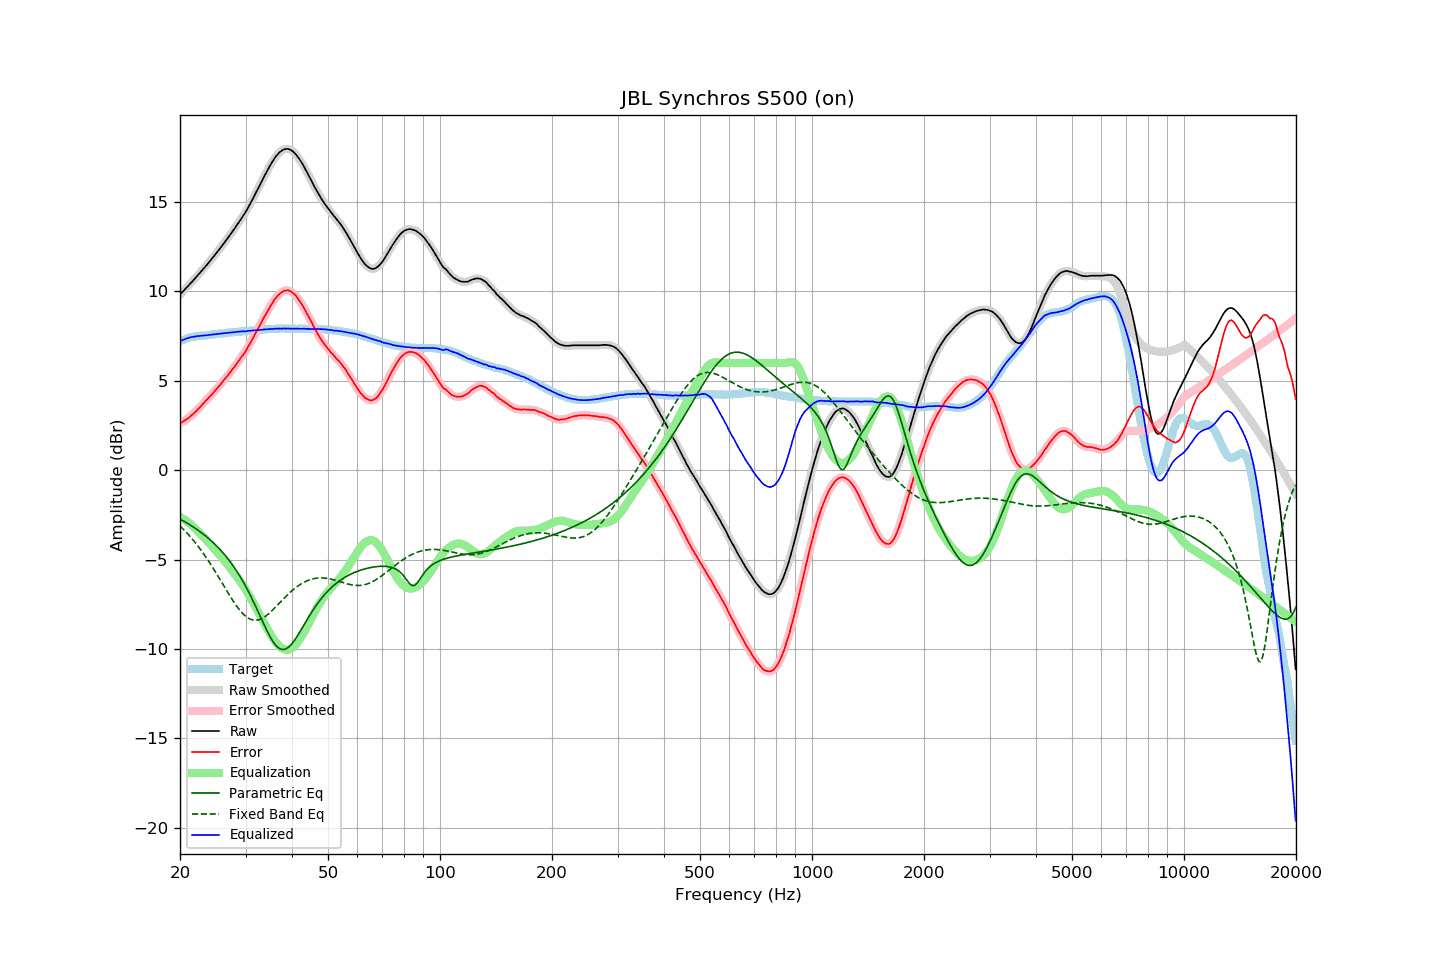 JBL Synchros S500 (on)
15
10
5
0
−5
−10
−15
−20
Amplitude (dBr)
Target
Raw Smoothed
Error Smoothed
Raw
Error
Equalization
Parametric Eq
Fixed Band Eq
Equalized
20 50 100 200 500 1000 2000 5000 10000 20000
Frequency (Hz)